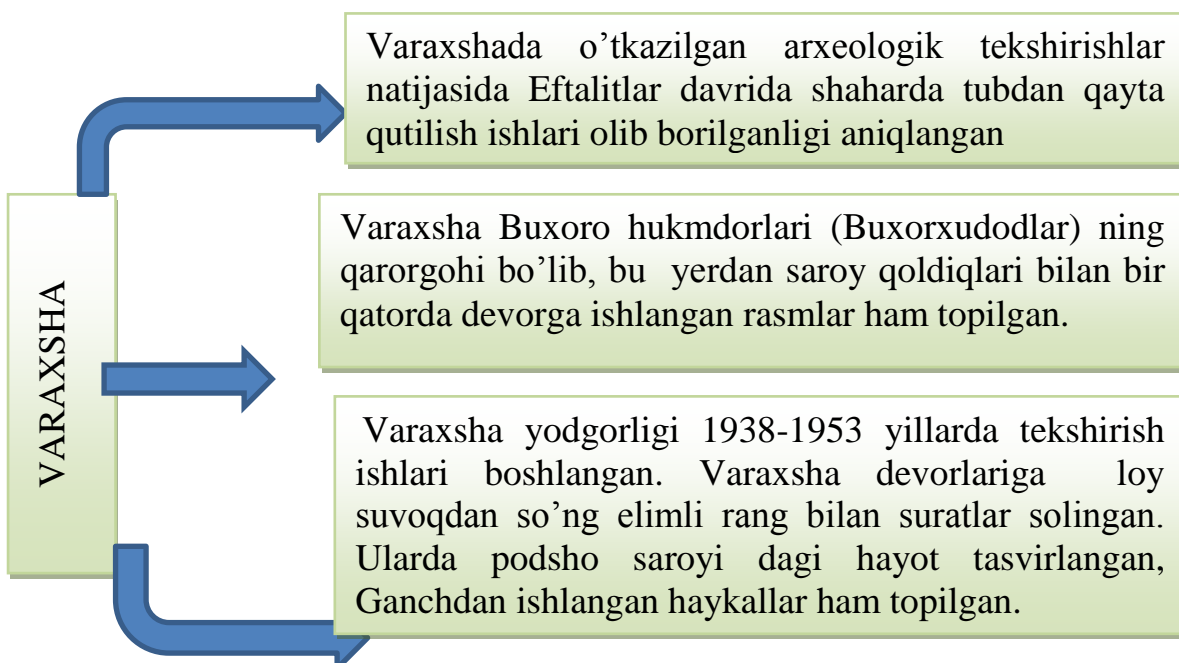 VARAXSHA
Varaxshada o’tkazilgan arxeologik tekshirishlar
natijasida Eftalitlar davrida shaharda tubdan qayta
qutilish ishlari olib borilganligi aniqlangan
Varaxsha Buxoro hukmdorlari (Buxorxudodlar) ning
qarorgohi bo’lib, bu yerdan saroy qoldiqlari bilan bir
qatorda devorga ishlangan rasmlar ham topilgan.
Varaxsha yodgorligi 1938-1953 yillarda tekshirish
ishlari boshlangan. Varaxsha devorlariga loy
suvoqdan so’ng elimli rang bilan suratlar solingan.
Ularda podsho saroyi dagi hayot tasvirlangan,
Ganchdan ishlangan haykallar ham topilgan.